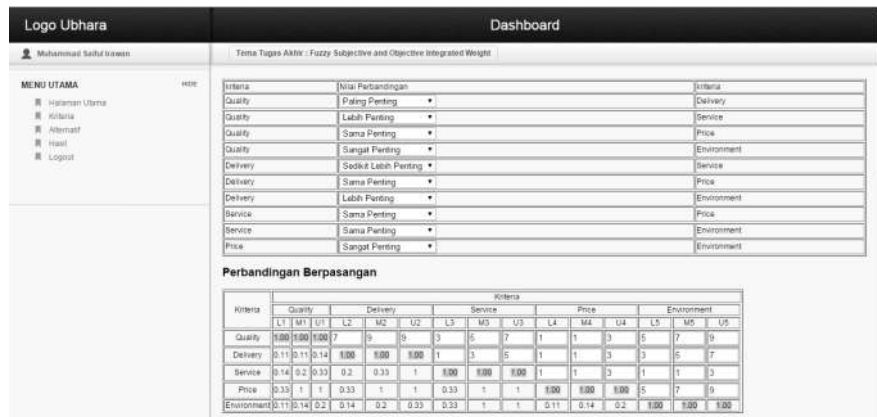 Logo Ubhara
Dashboard
Muhammad Saiful Irawan
Tema Tugas Akhir : Fuzzy Subjective and Objective Integrated Weight
MENU UTAMA
HIDE
Halaman Utama
Kriteria
Alternatif
Hasil
Logout
kriteria Nilai Perbandingan kriteria
Quality Paling Penting Delivery
Quality Lebih Penting Service
Quality Sama Penting Price
Quality Sangat Penting Environment
Delivery Sedikit Lebih Penting Service
Delivery Sama Penting Price
Delivery Lebih Penting Environment
Service Sama Penting Price
Service Sama Penting Environment
Price Sangat Penting Environment
Perbandingan Berpasangan
Kriteria
Kriteria Quality Delivery Service Price Environment
L1 M1 U1 L2 M2 U2 L3 M3 U3 L4 M4 U4 L5 M5 U5
Quality 1.00 1.00 1.00 7 9 9 3 5 7 1 1 3 5 7 9
Delivery 0.11 0.11 0.14 1.00 1.00 1.00 1 3 5 1 1 3 3 5 7
Service 0.14 0.2 0.33 0.2 0.33 1 1.00 1.00 1.00 1 1 3 1 1 3
Price 0.33 1 1 0.33 1 1 0.33 1 1 1.00 1.00 1.00 5 7 9
Environment 0.11 0.14 0.2 0.14 0.2 0.33 0.33 1 1 0.11 0.14 0.2 1.00 1.00 1.00